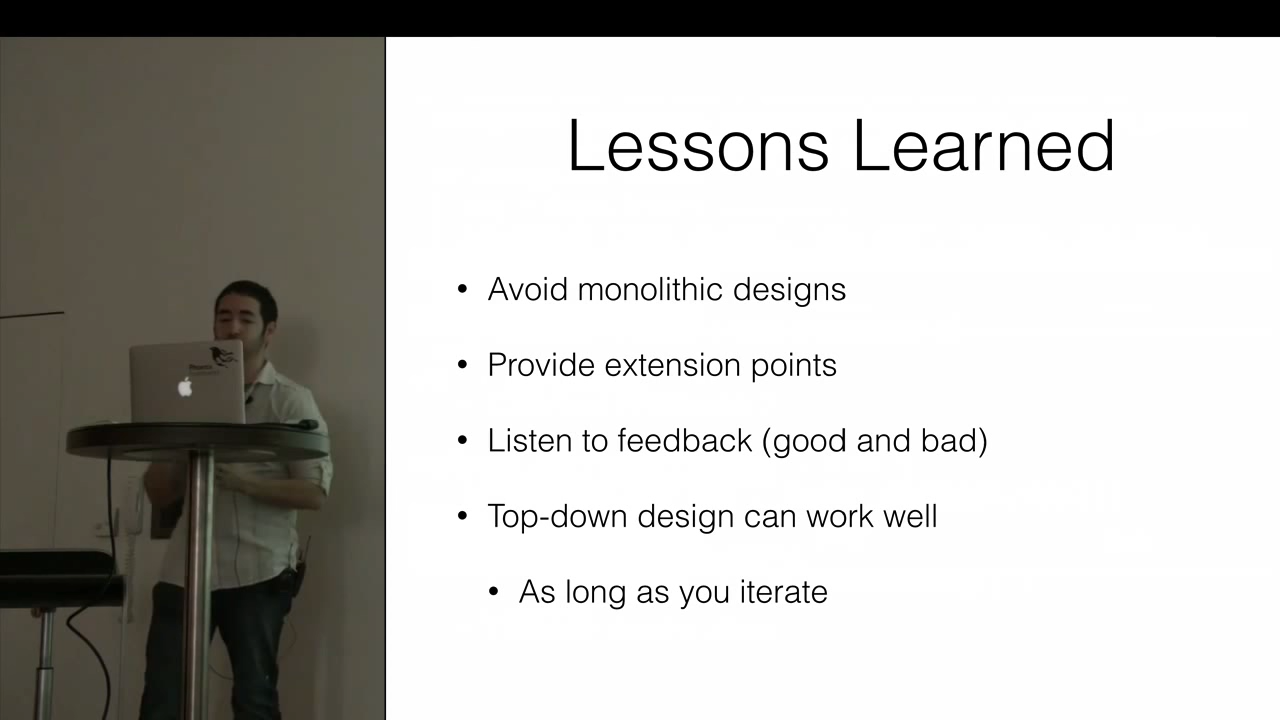 Lessons Learned
• Avoid monolithic designs
• Provide extension points
• Listen to feedback (good and bad)
• Top-down design can work well
• As long as you iterate